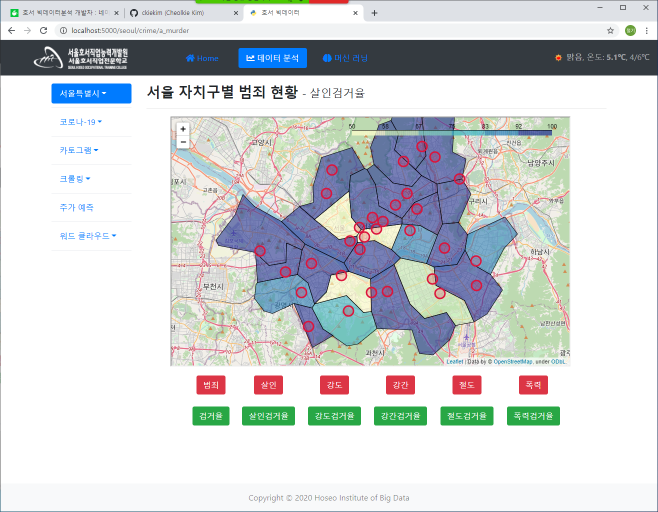 호서 빅데이터분석 개발자 : 네이
ckiekim (Cheolkie Kim)
호서 빅데이터
localhost:5000/seoul/crime/a_murder
서울호서직업능력개발원
서울호서직업전문학교
Home
데이터 분석
머신 러닝
맑음, 온도: 5.1℃, 4/6℃
서울특별시
코로나-19
카토그램
크롤링
주가 예측
워드 클라우드
서울 자치구별 범죄 현황 - 살인검거율
+
−
83 92 100
고양시
남양주시
구리시
하남시
부천시
과천시
Leaflet | Data by © OpenStreetMap, under ODbL.
범죄 살인 강도 강간 절도 폭력
검거율 살인검거율 강도검거율 강간검거율 절도검거율 폭력검거율
Copyright © 2020 Hoseo Institute of Big Data